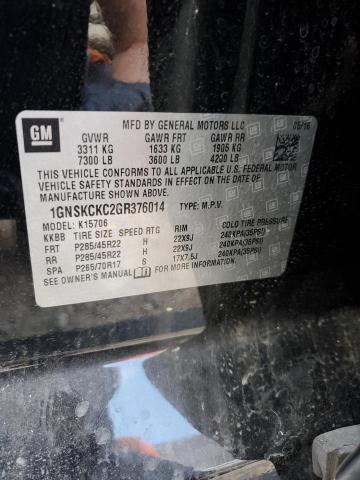 GM
MFD BY GENERAL MOTORS LLC 05/16
GVWR GAWR FRT GAWR RR
3311 KG 1633 KG 1905 KG
7300 LB 3600 LB 4200 LB
THIS VEHICLE CONFORMS TO ALL APPLICABLE U.S. FEDERAL MOTOR
VEHICLE SAFETY AND THEFT PREVENTION STANDARDS IN EFFECT ON THE DATE OF
MANUFACTURE SHOWN ABOVE.
1GNSKCKC2GR376014 TYPE: M.P.V.
MODEL: K15706
KKBB TIRE SIZE SPEED RTG RIM COLD TIRE PRESSURE
FRT P285/45R22 H 22X9J 240KPA(35PSI)
RR P285/45R22 H 22X9J 240KPA(35PSI)
SPA P265/70R17 S 17X7.5J 240KPA(35PSI)
SEE OWNER'S MANUAL FOR MORE INFORMATION.